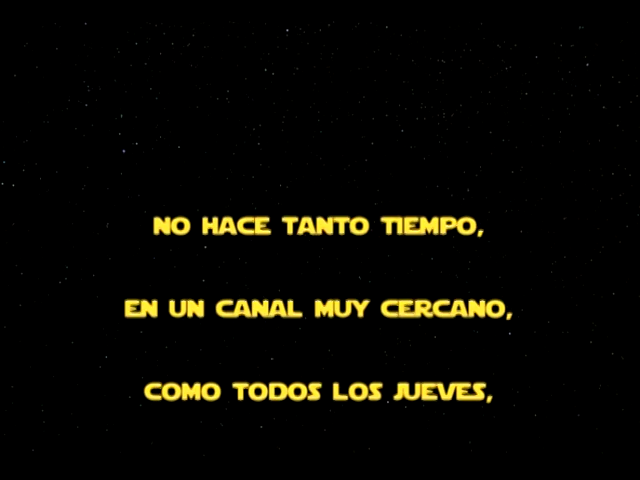 NO HACE TANTO TIEMPO,
EN UN CANAL MUY CERCANO,
COMO TODOS LOS JUEVES,